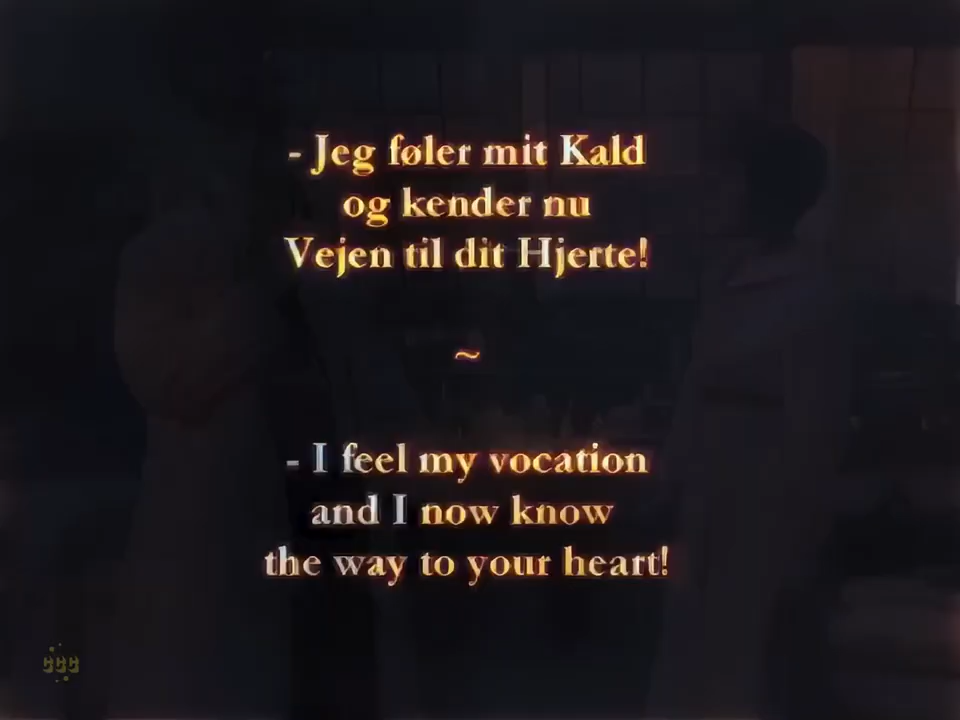 - Jeg føler mit Kald
og kender nu
Vejen til dit Hjerte!
~
- I feel my vocation
and I now know
the way to your heart!
CCC